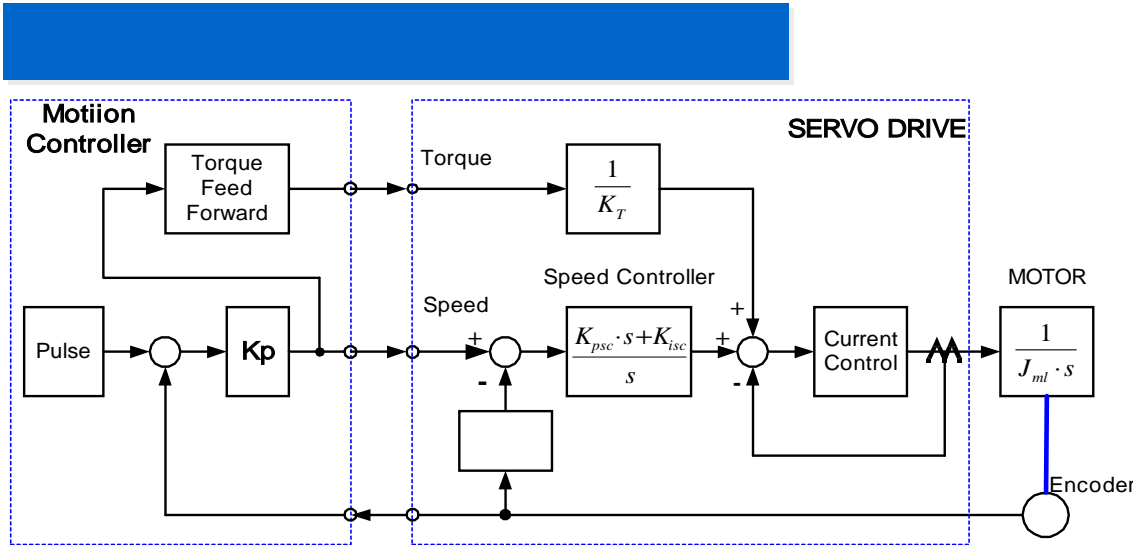 Motiion
Controller
SERVO DRIVE
Torque
Feed
Forward
Torque
1
K_T
Speed Controller
MOTOR
Speed
+
Pulse
Kp
+
-
K_psc · s + K_isc
s
+
-
Current
Control
1
J_ml · s
Encoder